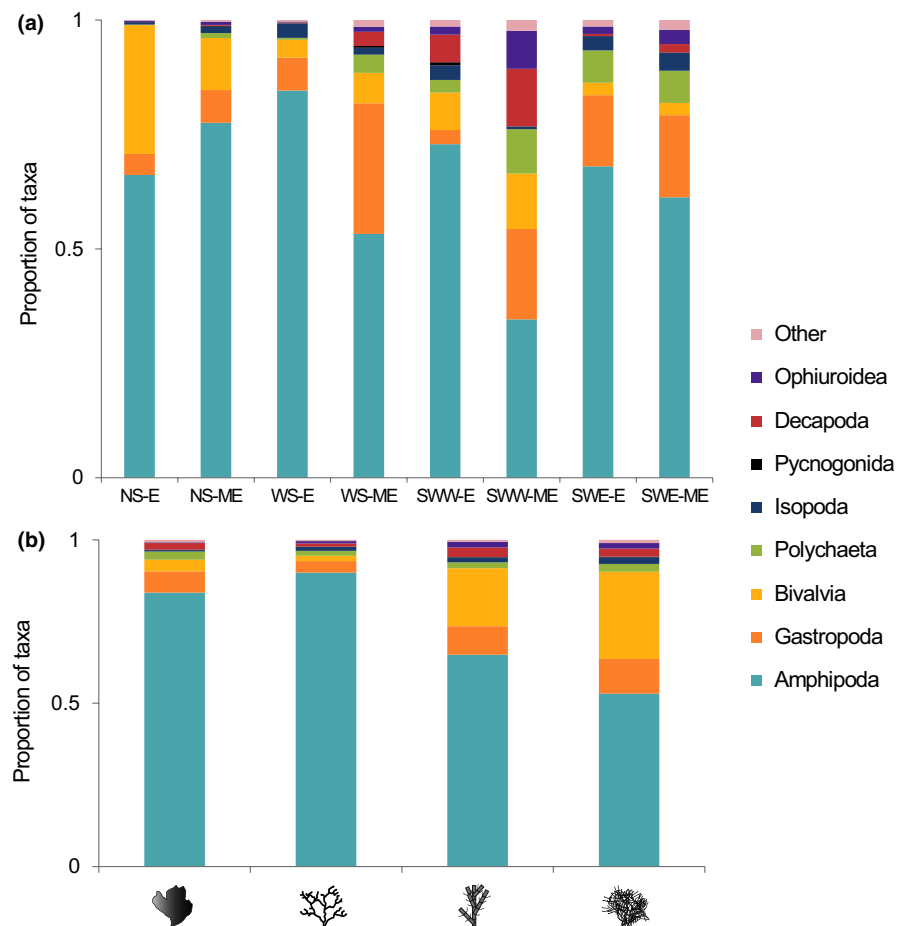 (a)
Proportion of taxa
1
0.5
0
NS-E NS-ME WS-E WS-ME SWW-E SWW-ME SWE-E SWE-ME
Other
Ophiuroidea
Decapoda
Pycnogonida
Isopoda
Polychaeta
Bivalvia
Gastropoda
Amphipoda
(b)
Proportion of taxa
1
0.5
0